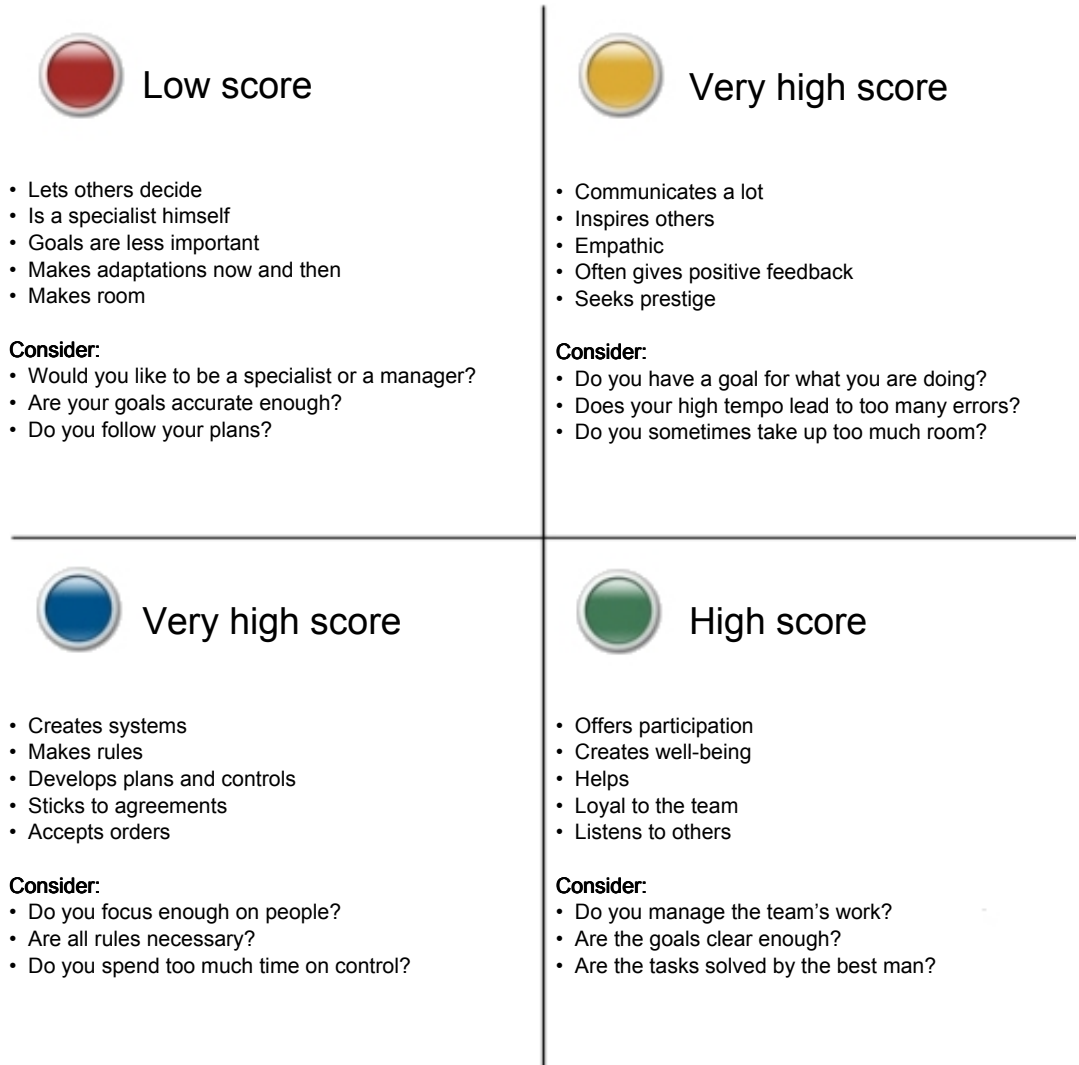 Low score
• Lets others decide
• Is a specialist himself
• Goals are less important
• Makes adaptations now and then
• Makes room
Consider:
• Would you like to be a specialist or a manager?
• Are your goals accurate enough?
• Do you follow your plans?
Very high score
• Communicates a lot
• Inspires others
• Empathic
• Often gives positive feedback
• Seeks prestige
Consider:
• Do you have a goal for what you are doing?
• Does your high tempo lead to too many errors?
• Do you sometimes take up too much room?
Very high score
• Creates systems
• Makes rules
• Develops plans and controls
• Sticks to agreements
• Accepts orders
Consider:
• Do you focus enough on people?
• Are all rules necessary?
• Do you spend too much time on control?
High score
• Offers participation
• Creates well-being
• Helps
• Loyal to the team
• Listens to others
Consider:
• Do you manage the team’s work?
• Are the goals clear enough?
• Are the tasks solved by the best man?